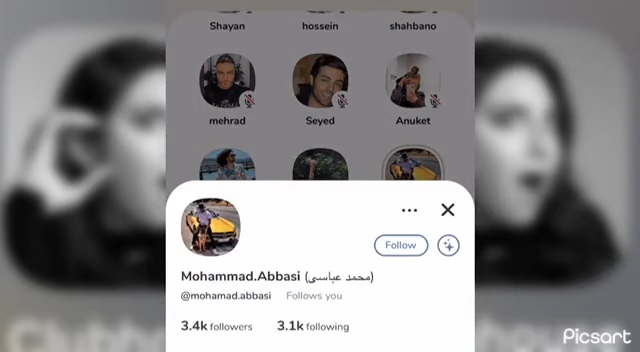 Shayan hossein shahbano
mehrad Seyed Anuket
Follow
Mohammad.Abbasi (محمد عباسی)
@mohamad.abbasi Follows you
3.4k followers 3.1k following
Clubhouse
Picsart